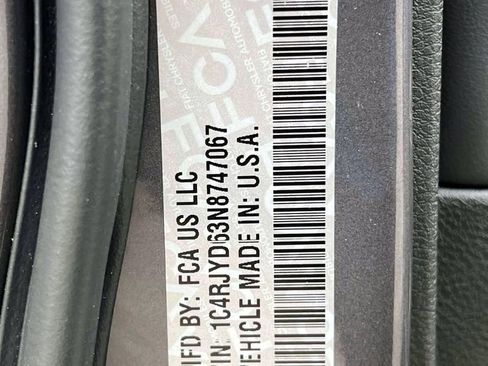 MFD BY: FCA US LLC
VIN: 1C4RJYD63N8747067
VEHICLE MADE IN: U.S.A.